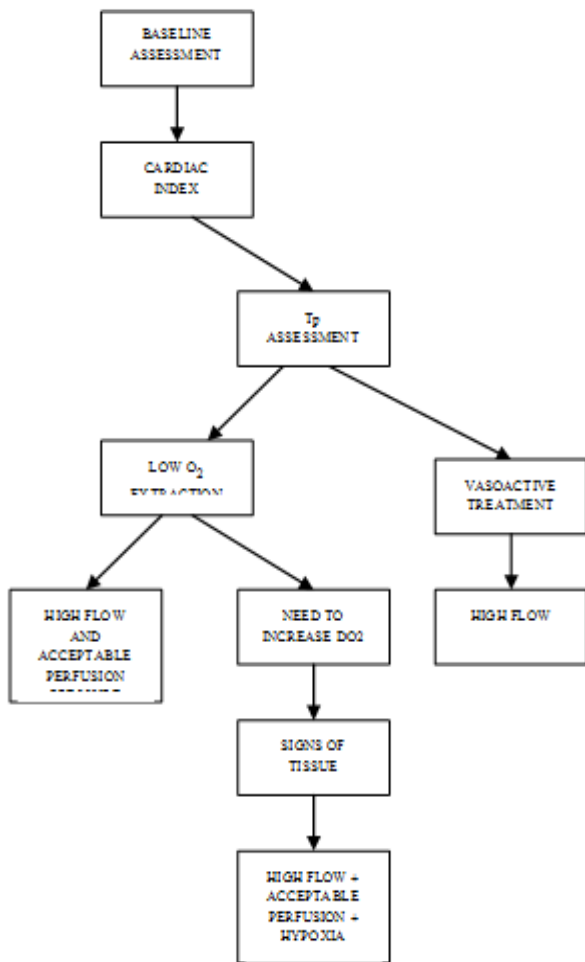 BASELINE
ASSESSMENT
CARDIAC
INDEX
Tp
ASSESSMENT
LOW O2
EXTRACTION
VASOACTIVE
TREATMENT
HIGH FLOW
AND
ACCEPTABLE
PERFUSION
NEED TO
INCREASE DO2
HIGH FLOW
SIGNS OF
TISSUE
HIGH FLOW +
ACCEPTABLE
PERFUSION +
HYPOXIA